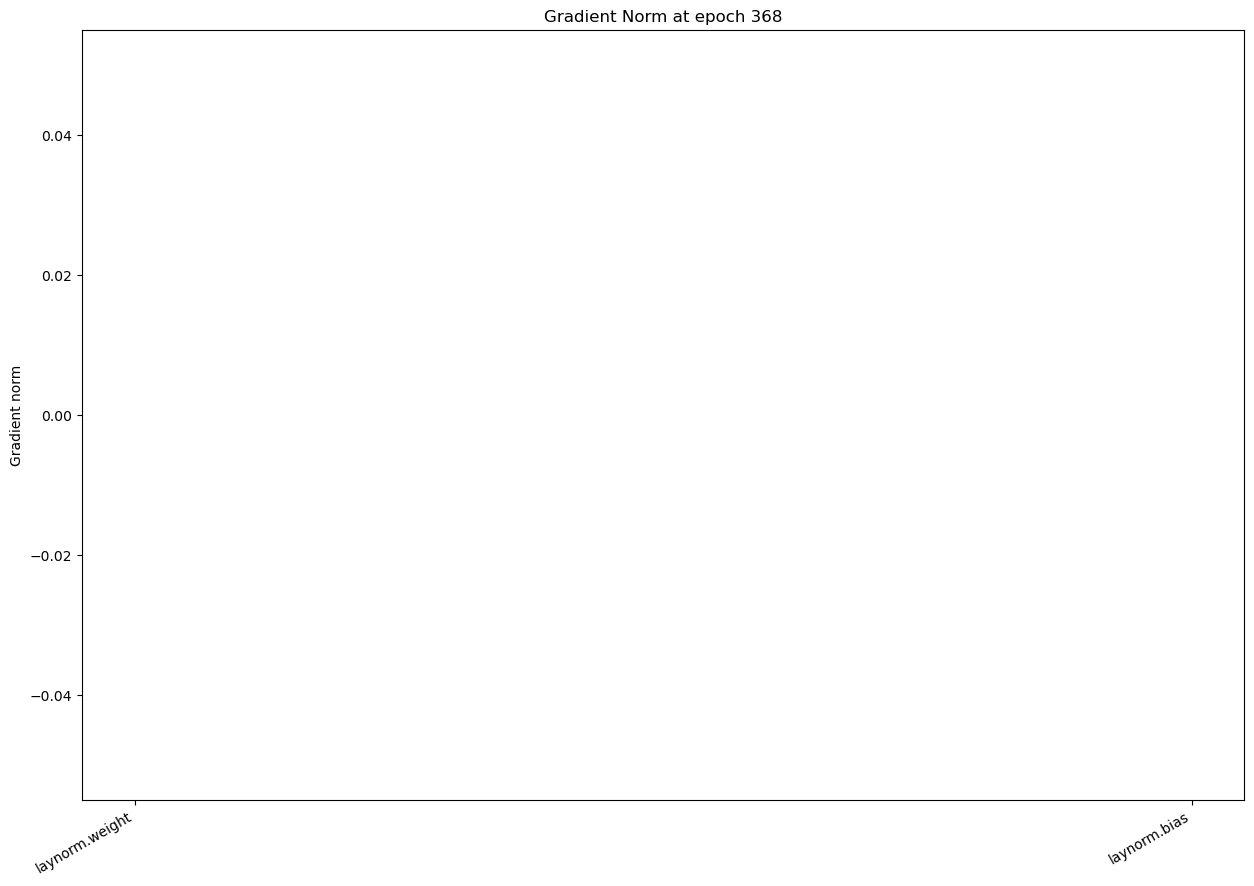 Gradient Norm at epoch 368
Gradient norm
0.04
0.02
0.00
−0.02
−0.04
laynorm.weight
laynorm.bias